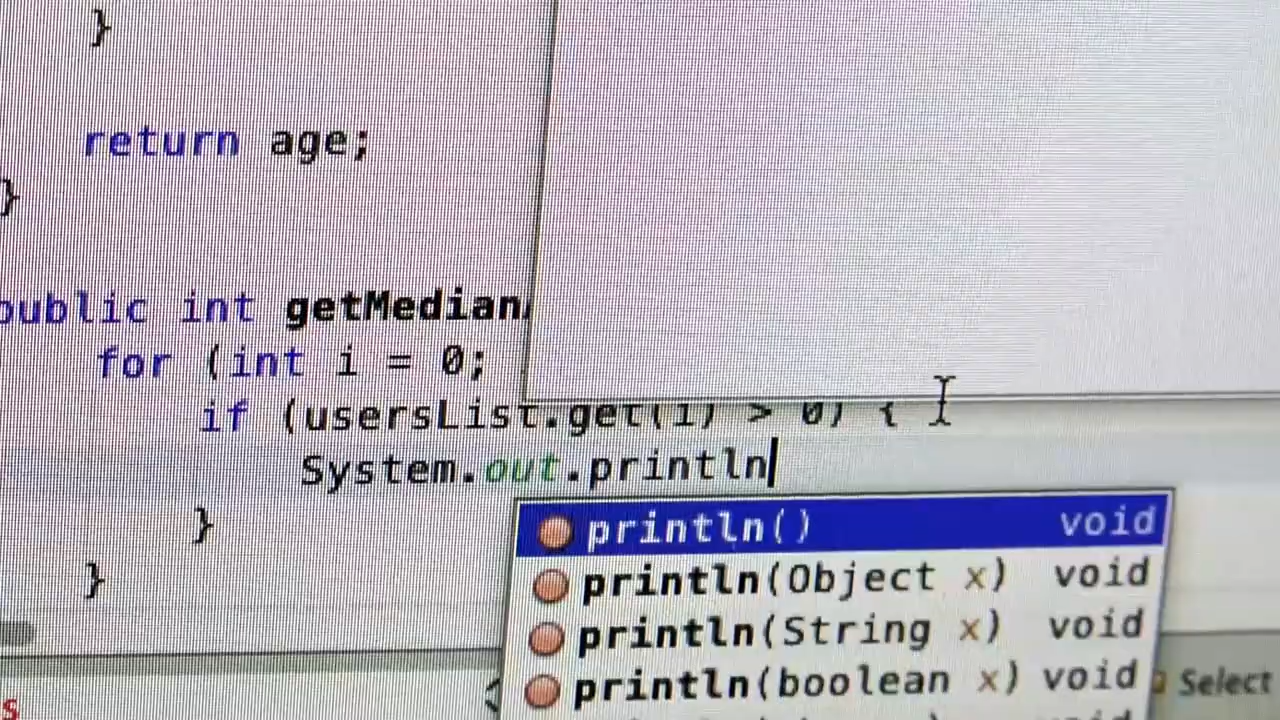 }
return age;
}
public int getMedian
for (int i = 0;
if (usersList.get(i) > 0) {
System.out.println
}
}
println() void
println(Object x) void
println(String x) void
println(boolean x) void
Select
s